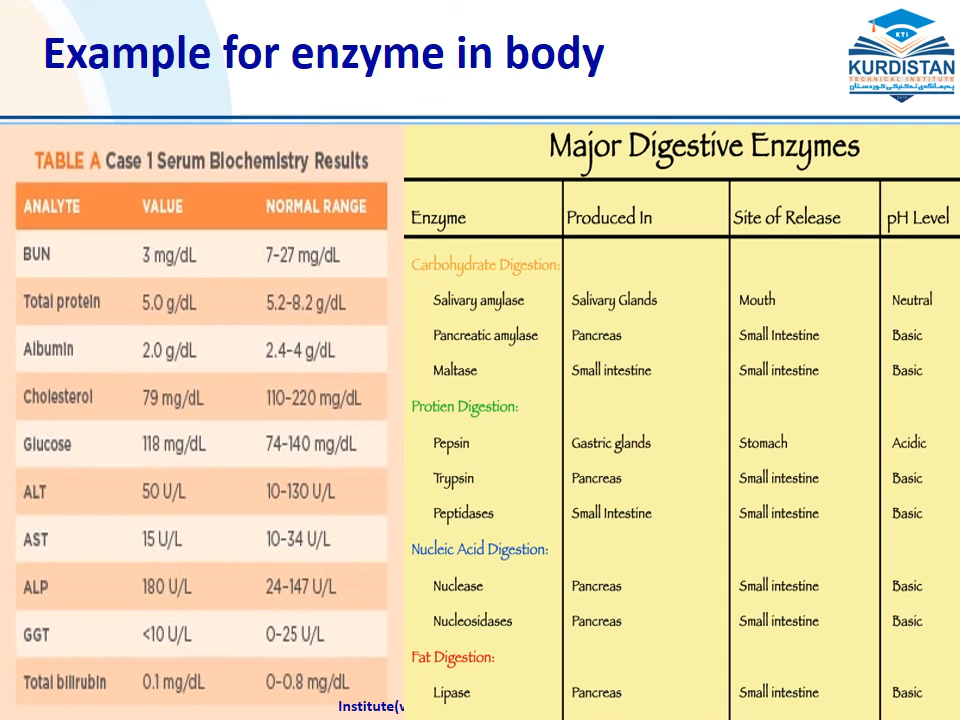 Example for enzyme in body
KTI
KURDISTAN
TECHNICAL INSTITUTE
پەیمانگەی تەکنیکی کوردستان
TABLE A Case 1 Serum Biochemistry Results
ANALYTE VALUE NORMAL RANGE
BUN 3 mg/dL 7-27 mg/dL
Total protein 5.0 g/dL 5.2-8.2 g/dL
Albumin 2.0 g/dL 2.4-4 g/dL
Cholesterol 79 mg/dL 110-220 mg/dL
Glucose 118 mg/dL 74-140 mg/dL
ALT 50 U/L 10-130 U/L
AST 15 U/L 10-34 U/L
ALP 180 U/L 24-147 U/L
GGT <10 U/L 0-25 U/L
Total bilirubin 0.1 mg/dL 0-0.8 mg/dL
Major Digestive Enzymes
Enzyme Produced In Site of Release pH Level
Carbohydrate Digestion:
Salivary amylase Salivary Glands Mouth Neutral
Pancreatic amylase Pancreas Small Intestine Basic
Maltase Small intestine Small intestine Basic
Protien Digestion:
Pepsin Gastric glands Stomach Acidic
Trypsin Pancreas Small intestine Basic
Peptidases Small Intestine Small intestine Basic
Nucleic Acid Digestion:
Nuclease Pancreas Small intestine Basic
Nucleosidases Pancreas Small intestine Basic
Fat Digestion:
Lipase Pancreas Small intestine Basic
Institute(w